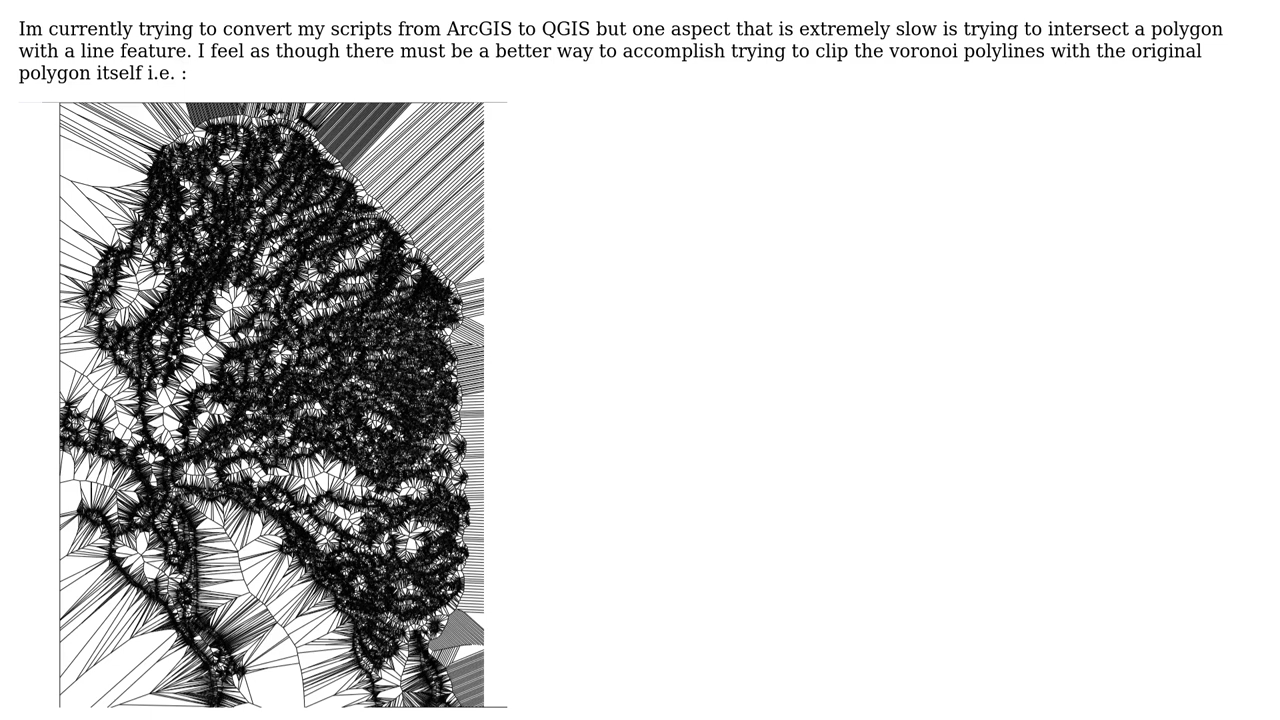 Im currently trying to convert my scripts from ArcGIS to QGIS but one aspect that is extremely slow is trying to intersect a polygon
with a line feature. I feel as though there must be a better way to accomplish trying to clip the voronoi polylines with the original
polygon itself i.e. :